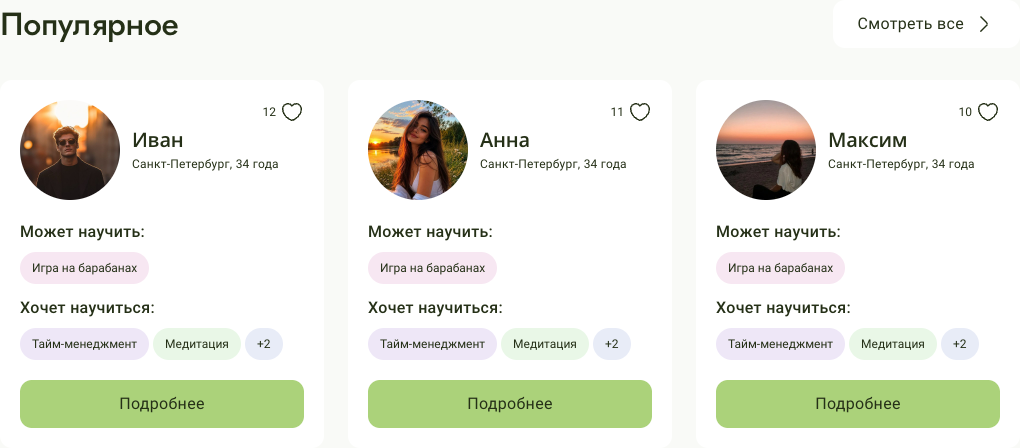 Популярное
Смотреть все
12
Иван
Санкт-Петербург, 34 года
Может научить:
Игра на барабанах
Хочет научиться:
Тайм-менеджмент Медитация +2
Подробнее
11
Анна
Санкт-Петербург, 34 года
Может научить:
Игра на барабанах
Хочет научиться:
Тайм-менеджмент Медитация +2
Подробнее
10
Максим
Санкт-Петербург, 34 года
Может научить:
Игра на барабанах
Хочет научиться:
Тайм-менеджмент Медитация +2
Подробнее